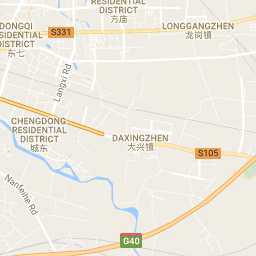 DONGQI
RESIDENTIAL
DISTRICT
东七
RESIDENTIAL
DISTRICT
方庙
S331
LONGGANGZHEN
龙岗镇
Langxi Rd
CHENGDONG
RESIDENTIAL
DISTRICT
城东
DAXINGZHEN
大兴镇
S105
Nanfeihe Rd
G40